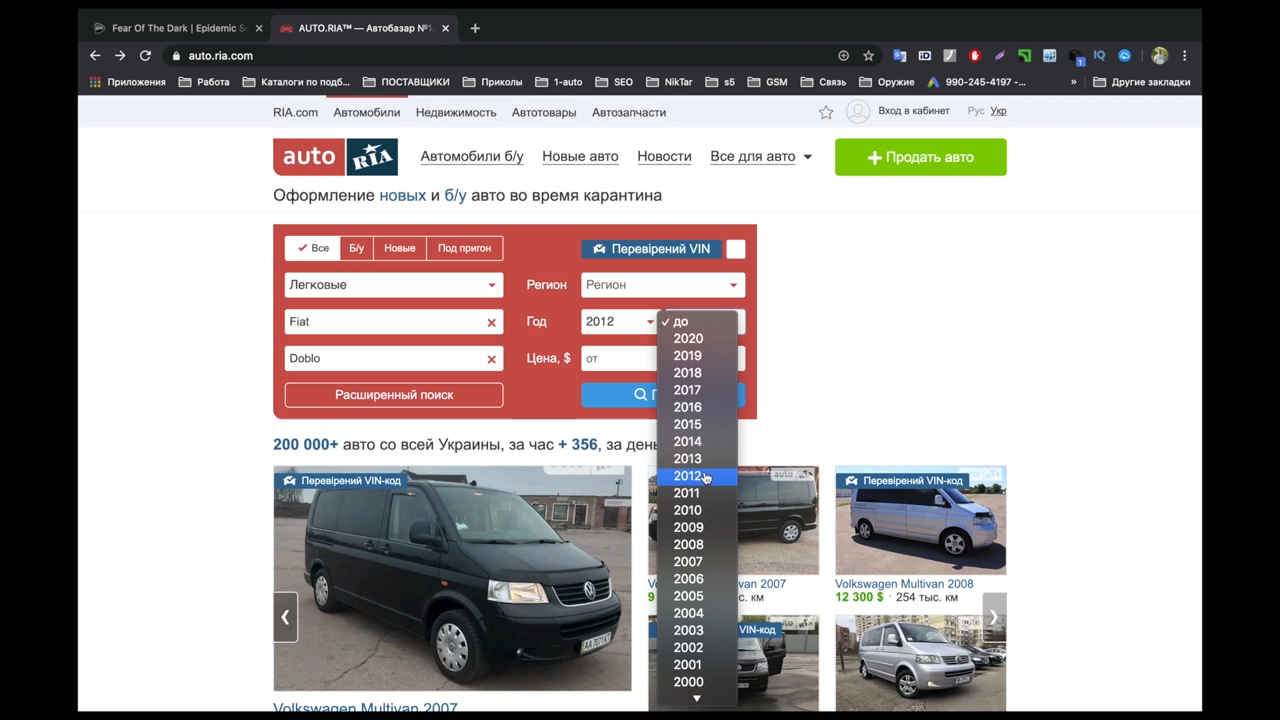 Fear Of The Dark | Epidemic S
AUTO.RIA™ — Автобазар №1
auto.ria.com
Приложения
Работа
Каталоги по подб...
ПОСТАВЩИКИ
Приколы
1-auto
SEO
NikTar
s5
GSM
Связь
Оружие
990-245-4197 -...
»
Другие закладки
RIA.com
Автомобили
Недвижимость
Автотовары
Автозапчасти
Вход в кабинет
Рус
Укр
auto RIA
Автомобили б/у
Новые авто
Новости
Все для авто
+ Продать авто
Оформление новых и б/у авто во время карантина
Все
Б/у
Новые
Под пригон
Перевірений VIN
Легковые
Регион
Регион
Fiat
Год
2012
Doblo
Цена, $
от
Расширенный поиск
П
до
2020
2019
2018
2017
2016
2015
2014
2013
2012
2011
2010
2009
2008
2007
2006
2005
2004
2003
2002
2001
2000
200 000+ авто со всей Украины, за час + 356, за день
Перевірений VIN-код
Перевірений VIN-код
auto
Vo
van 2007
9
с. км
Volkswagen Multivan 2008
12 300 $ · 254 тыс. км
VIN-код
AA7071KT
Volkswagen Multivan 2007